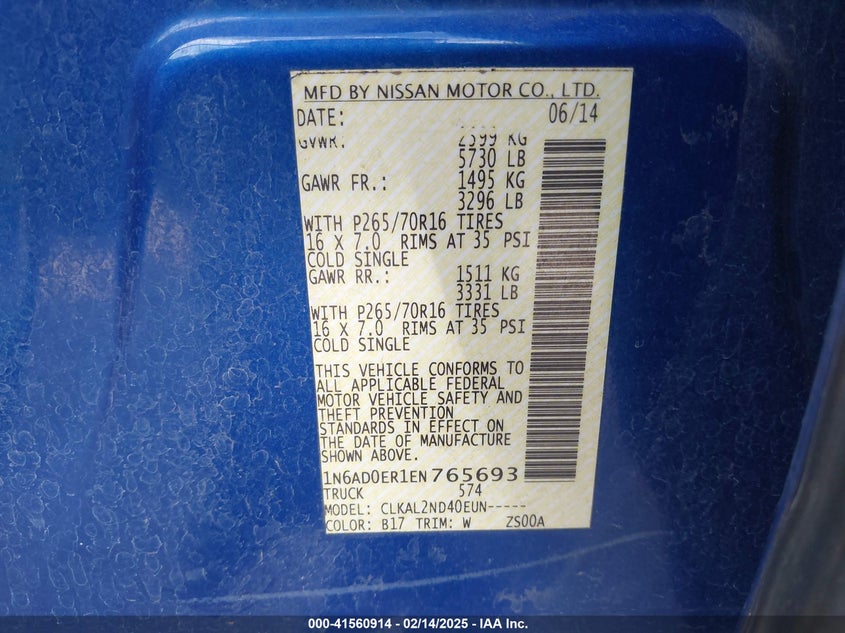 MFD BY NISSAN MOTOR CO., LTD.
DATE: 06/14
GVWR: 2599 KG
5730 LB
GAWR FR.: 1495 KG
3296 LB
WITH P265/70R16 TIRES
16 X 7.0 RIMS AT 35 PSI
COLD SINGLE
GAWR RR.: 1511 KG
3331 LB
WITH P265/70R16 TIRES
16 X 7.0 RIMS AT 35 PSI
COLD SINGLE
THIS VEHICLE CONFORMS TO
ALL APPLICABLE FEDERAL
MOTOR VEHICLE SAFETY AND
THEFT PREVENTION
STANDARDS IN EFFECT ON
THE DATE OF MANUFACTURE
SHOWN ABOVE.
1N6AD0ER1EN765693
TRUCK 574
MODEL: CLKAL2ND40EUN-----
COLOR: B17 TRIM: W ZS00A
000-41560914 - 02/14/2025 - IAA Inc.